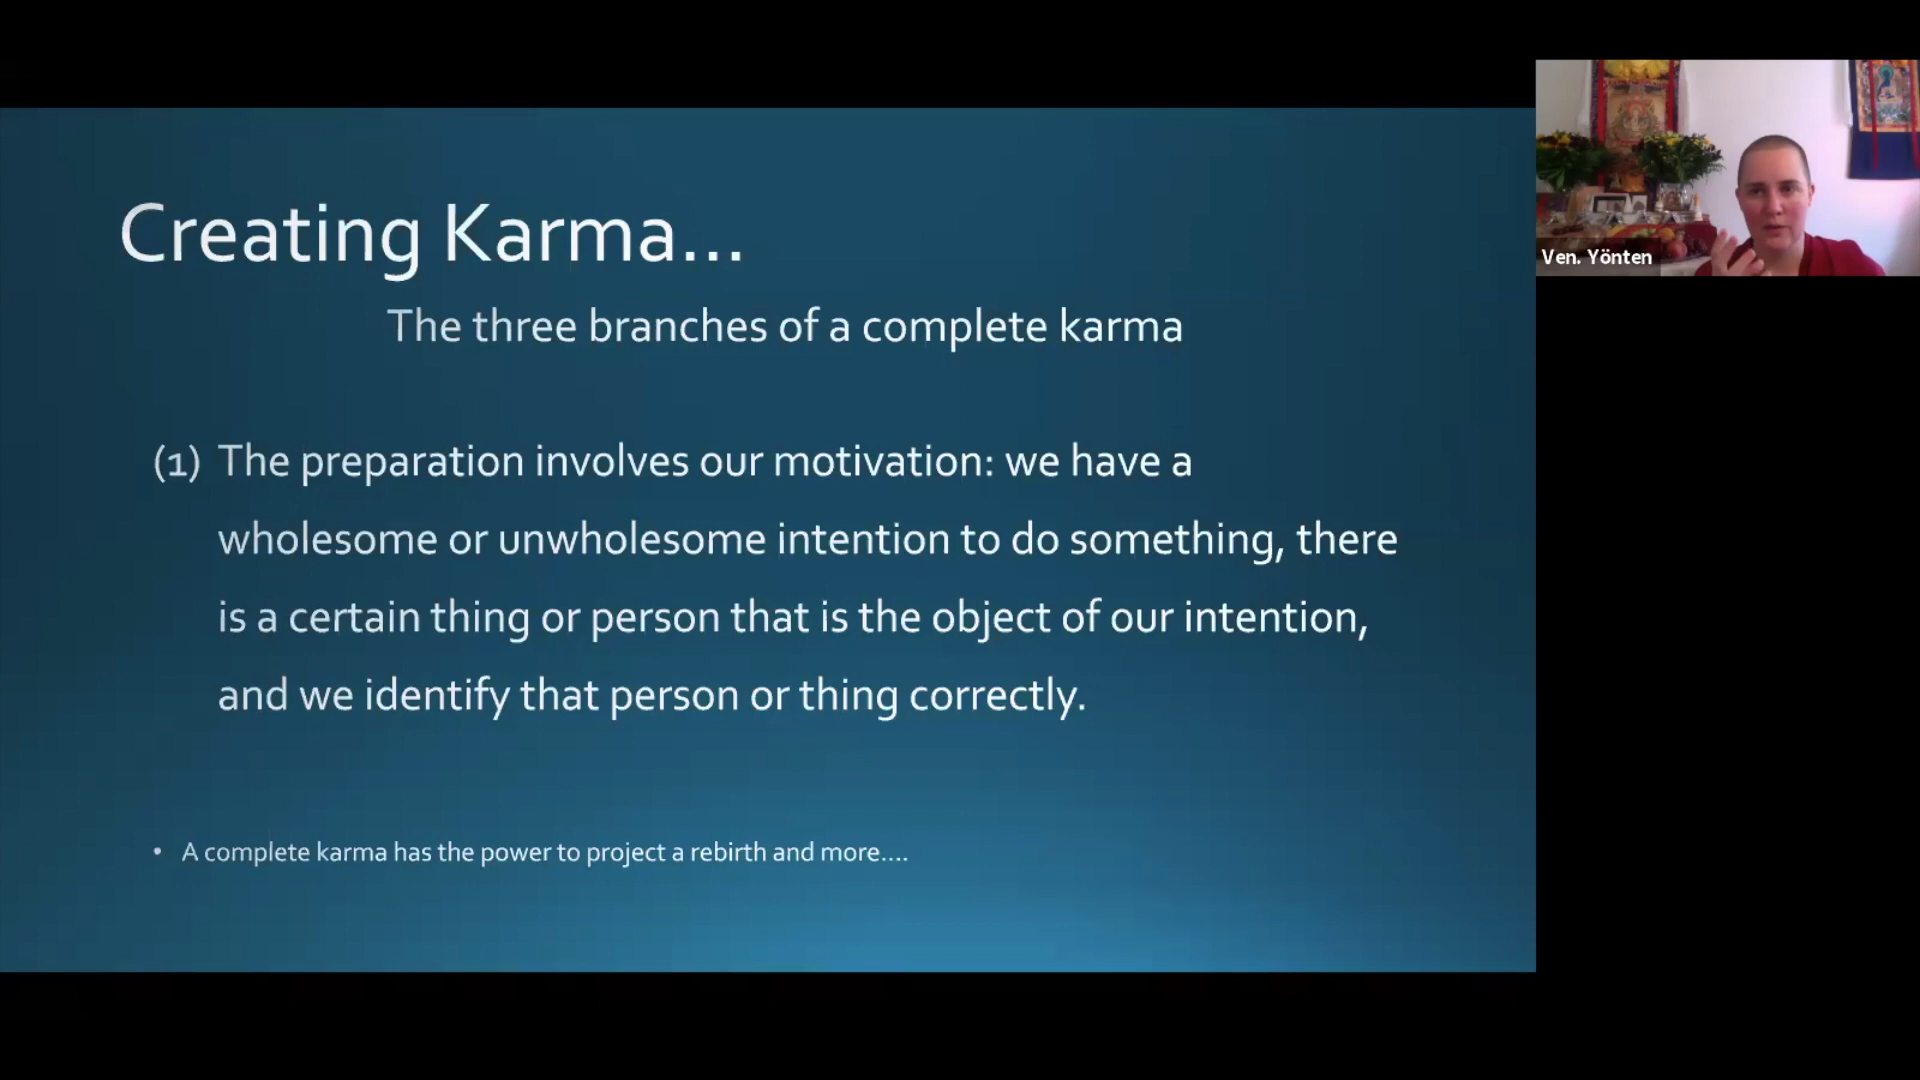 Creating Karma...
The three branches of a complete karma
(1) The preparation involves our motivation: we have a
wholesome or unwholesome intention to do something, there
is a certain thing or person that is the object of our intention,
and we identify that person or thing correctly.
• A complete karma has the power to project a rebirth and more....
Ven. Yönten